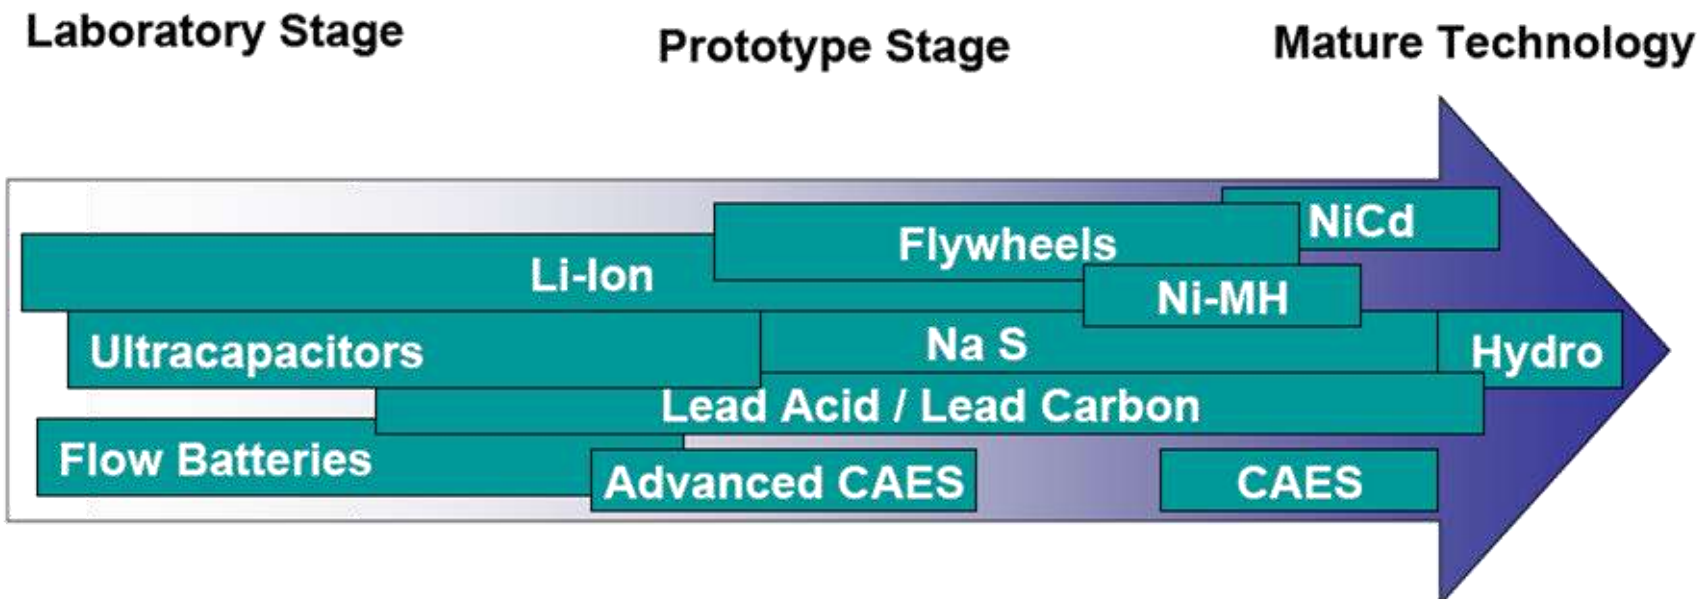 Laboratory Stage
Prototype Stage
Mature Technology
NiCd
Flywheels
Li-Ion
Ni-MH
Na S
Ultracapacitors
Hydro
Lead Acid / Lead Carbon
Flow Batteries
Advanced CAES
CAES